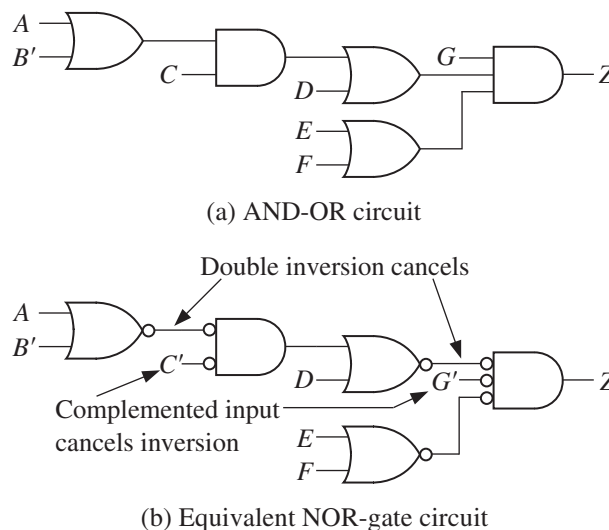 A
B'
C
D
G
Z
E
F
(a) AND-OR circuit
Double inversion cancels
A
B'
C'
D
G'
Z
Complemented input
cancels inversion
E
F
(b) Equivalent NOR-gate circuit